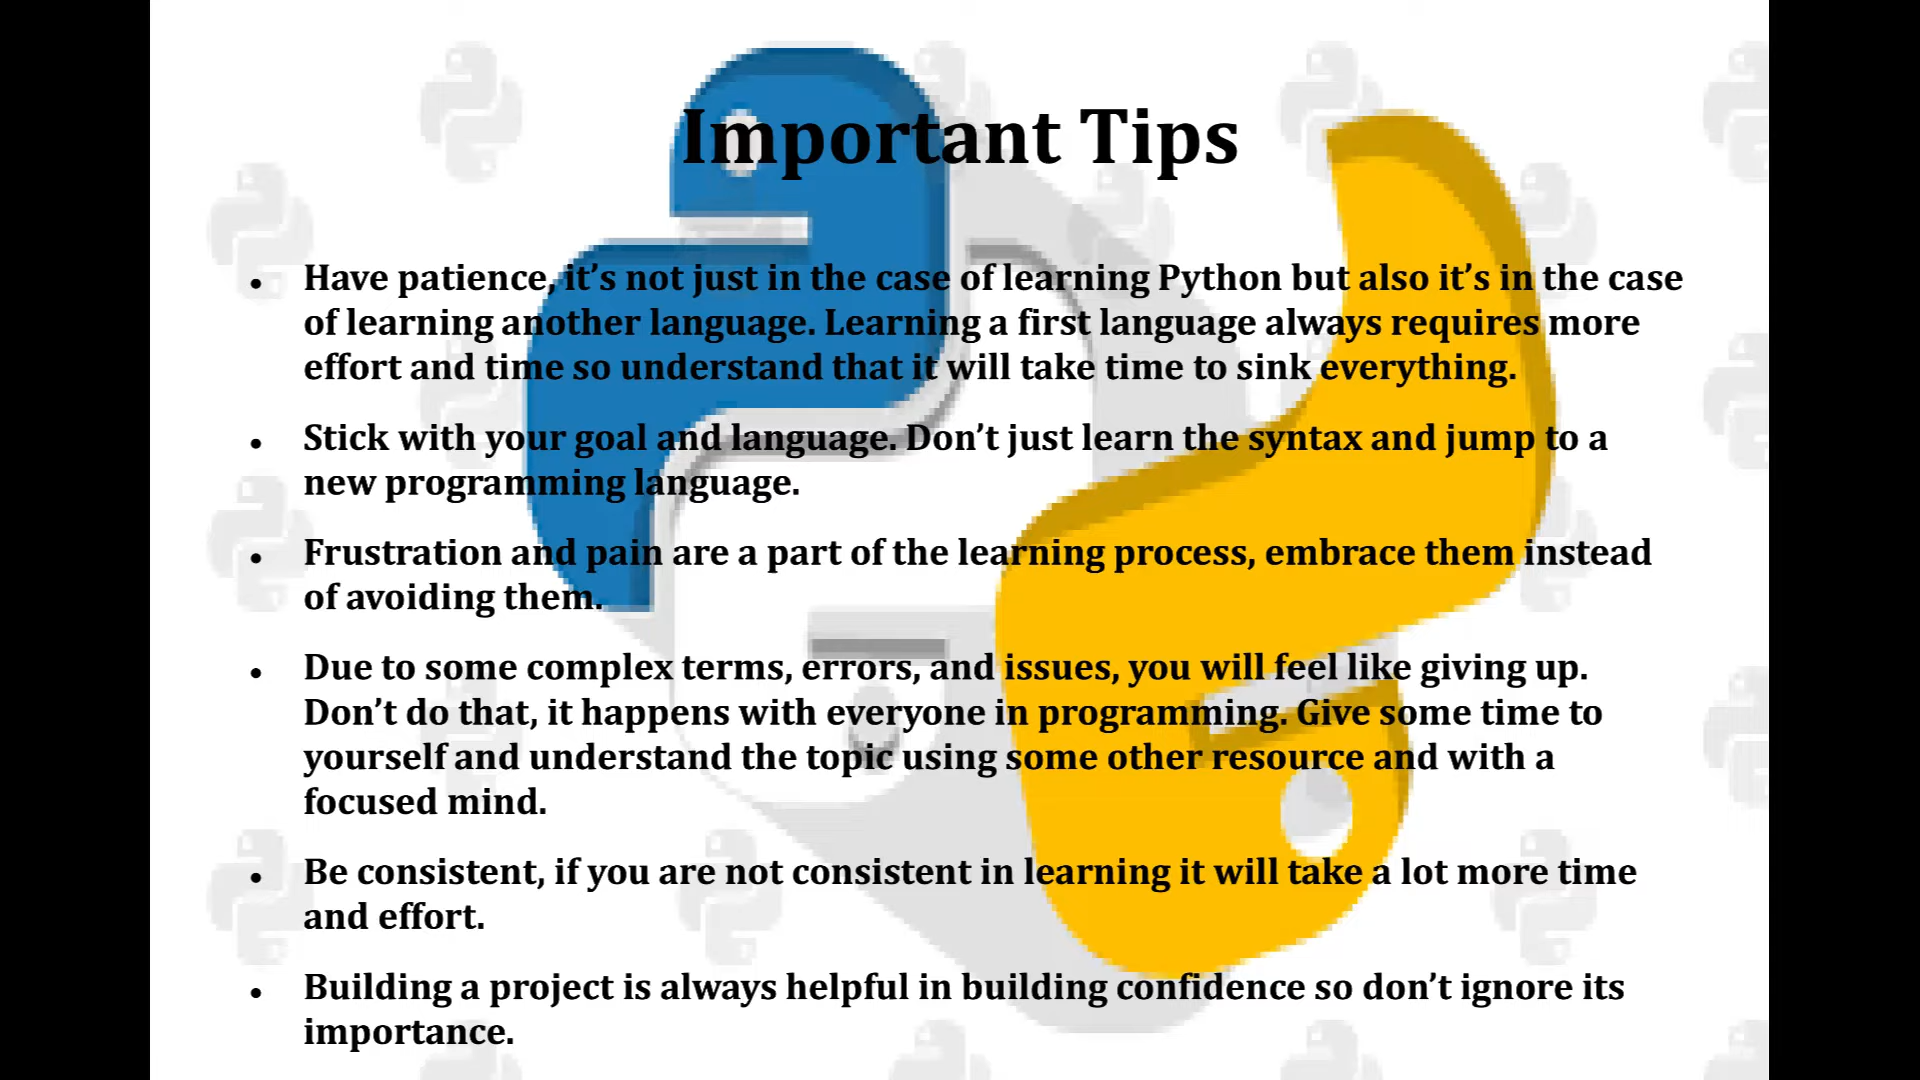 Important Tips
• Have patience, it’s not just in the case of learning Python but also it’s in the case
of learning another language. Learning a first language always requires more
effort and time so understand that it will take time to sink everything.
• Stick with your goal and language. Don’t just learn the syntax and jump to a
new programming language.
• Frustration and pain are a part of the learning process, embrace them instead
of avoiding them.
• Due to some complex terms, errors, and issues, you will feel like giving up.
Don’t do that, it happens with everyone in programming. Give some time to
yourself and understand the topic using some other resource and with a
focused mind.
• Be consistent, if you are not consistent in learning it will take a lot more time
and effort.
• Building a project is always helpful in building confidence so don’t ignore its
importance.